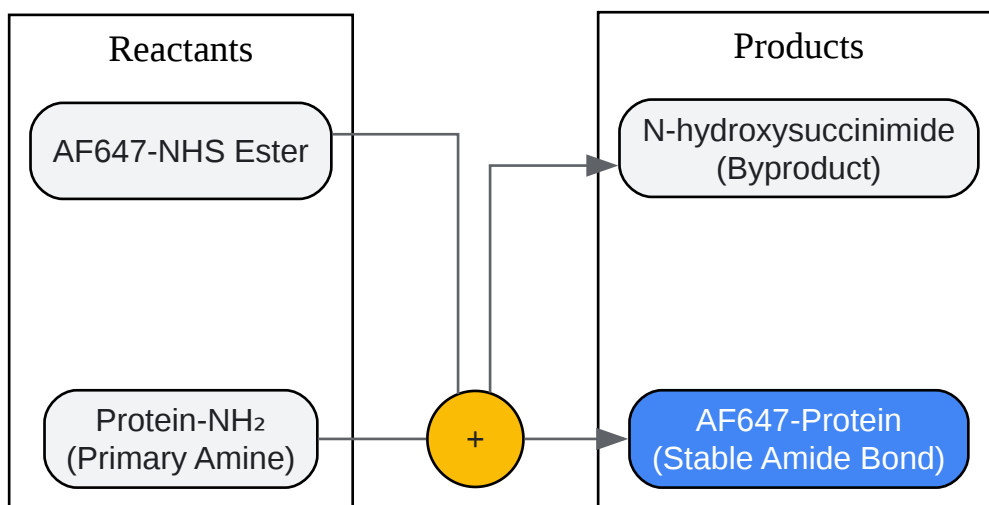 Reactants
AF647-NHS Ester
Protein-NH₂
(Primary Amine)
+
Products
N-hydroxysuccinimide
(Byproduct)
AF647-Protein
(Stable Amide Bond)